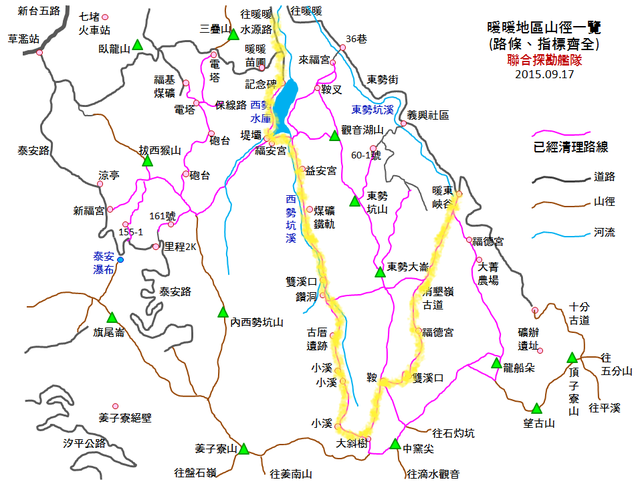 暖暖地區山徑一覽
(路條、指標齊全)
聯合探勘艦隊
2015.09.17
已經清理路線
道路
山徑
河流
新台五路
七堵
火車站
草濫站
臥龍山
三疊山
往暖暖
水源路
往暖暖
暖暖
苗圃
36巷
來福宮
東勢街
電
塔
福基
煤礦
記念碑
鞍叉
電塔
保線叉
西勢
水庫
東勢坑溪
義興社區
砲台
堤壩
觀音湖山
福安宮
泰安路
拔西猴山
60-1號
涼亭
砲台
益安宮
東勢
坑山
暖東
峽谷
新福宮
161號
西
勢
坑
溪
煤礦
鐵軌
155-1
里程2K
福德宮
泰安
瀑布
東勢大崙
大菁
農場
雙溪口
鑽洞
清墾嶺
古道
泰安路
旗尾崙
內西勢坑山
古厝
遺跡
福德宮
礦辦
遺址
十分
古道
小溪
小溪
鞍
雙溪口
龍船朵
頂
子
寮
山
往
五分山
姜子寮絕壁
小溪
望古山
往平溪
汐平公路
姜子寮山
大斜樹
往石灼坑
中窯尖
往盤石嶺
往姜南山
往滴水觀音